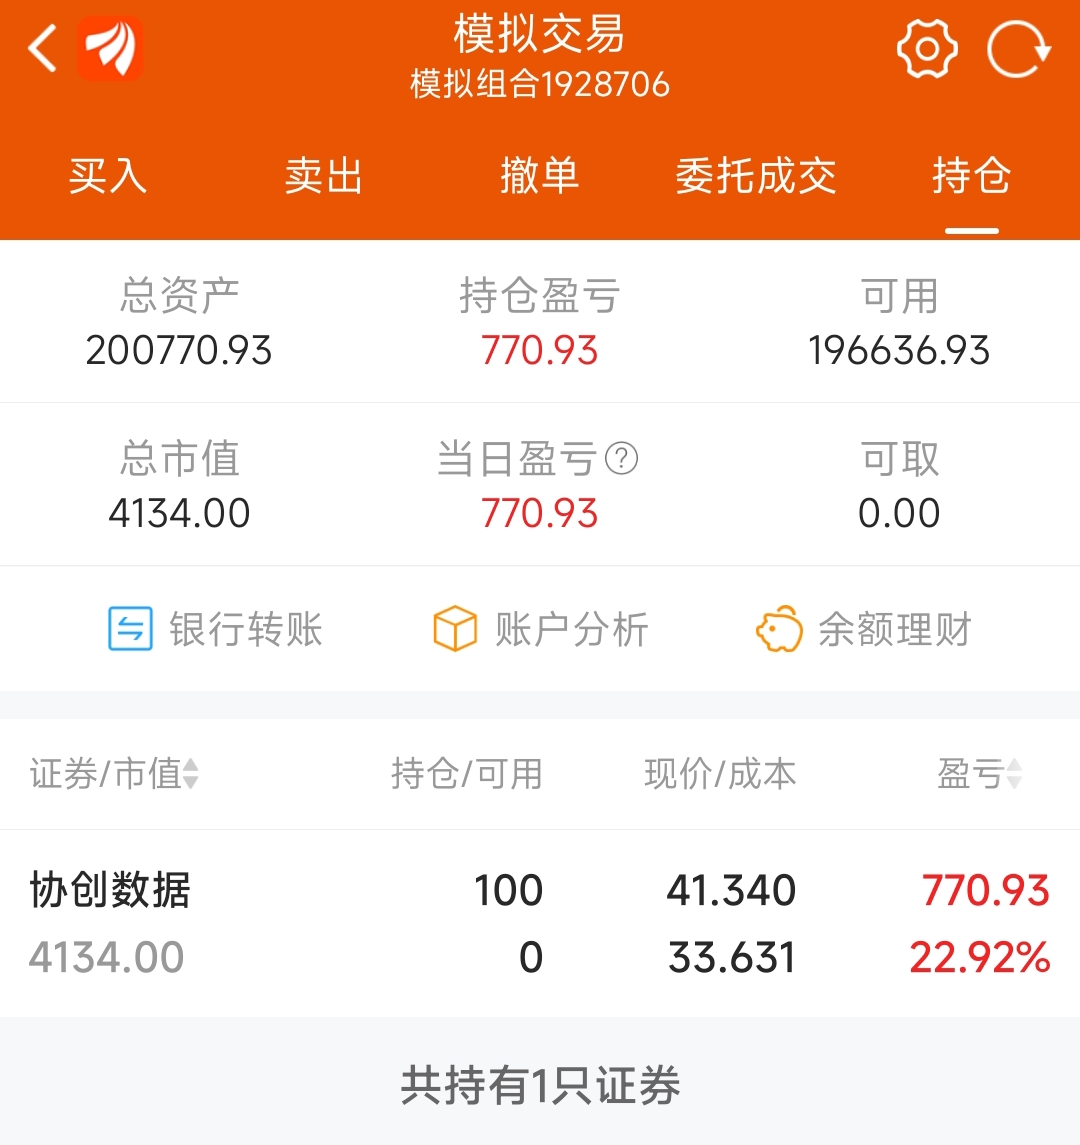 模拟交易
模拟组合1928706
买入 卖出 撤单 委托成交 持仓
总资产 持仓盈亏 可用
200770.93 770.93 196636.93
总市值 当日盈亏? 可取
4134.00 770.93 0.00
银行转账 账户分析 余额理财
证券/市值 持仓/可用 现价/成本 盈亏
协创数据 100 41.340 770.93
4134.00 0 33.631 22.92%
共持有1只证券